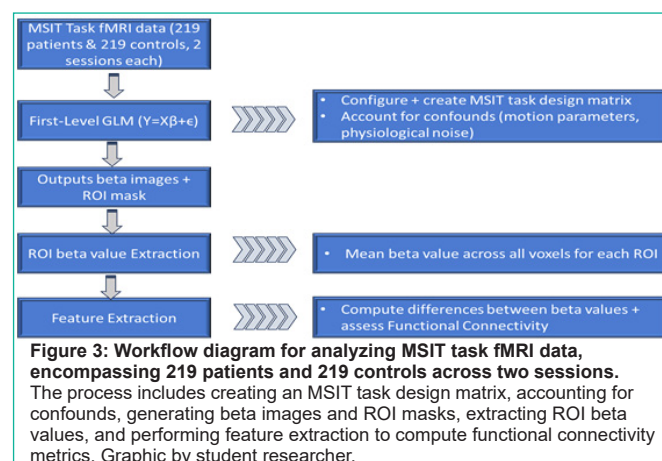 MSIT Task fMRI data (219
patients & 219 controls, 2
sessions each)
First-Level GLM (Y=Xβ+ϵ)
• Configure + create MSIT task design matrix
• Account for confounds (motion parameters,
physiological noise)
Outputs beta images +
ROI mask
ROI beta value Extraction
• Mean beta value across all voxels for each ROI
Feature Extraction
• Compute differences between beta values +
assess Functional Connectivity
Figure 3: Workflow diagram for analyzing MSIT task fMRI data,
encompassing 219 patients and 219 controls across two sessions.
The process includes creating an MSIT task design matrix, accounting for
confounds, generating beta images and ROI masks, extracting ROI beta
values, and performing feature extraction to compute functional connectivity
metrics. Graphic by student researcher.